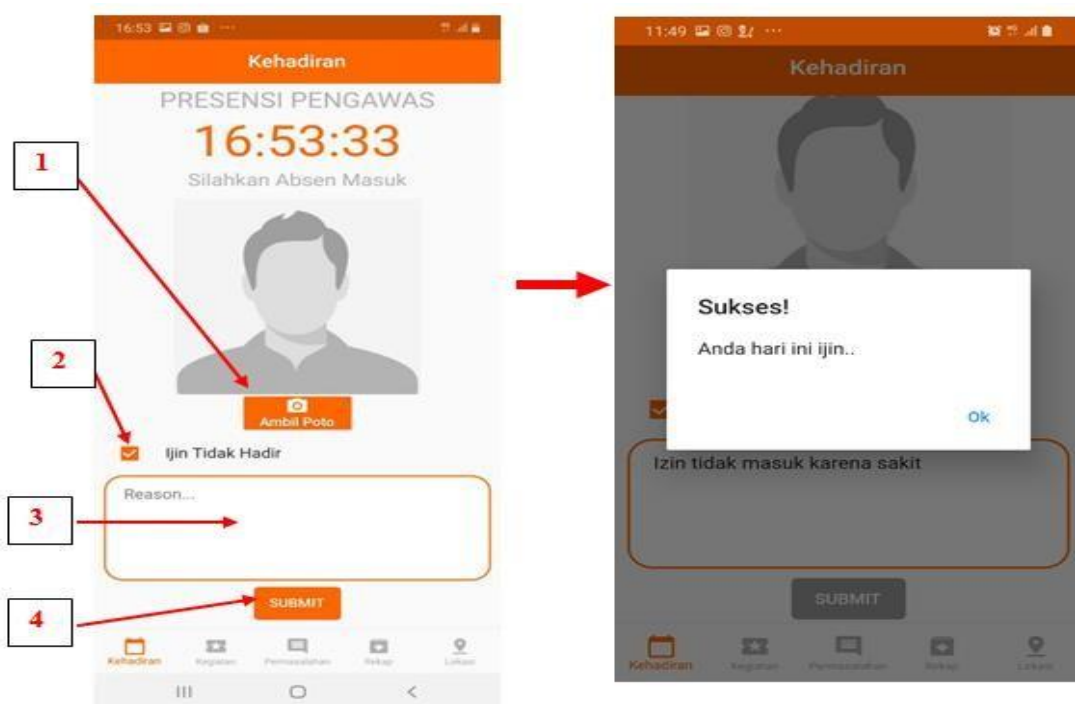 16:53
Kehadiran
PRESENSI PENGAWAS
16:53:33
Silahkan Absen Masuk
Ambil Poto
Ijin Tidak Hadir
Reason...
SUBMIT
Kehadiran
Kegiatan
Permasalahan
Rekap
Lokasi
1
2
3
4
11:49
Kehadiran
Sukses!
Anda hari ini ijin..
Ok
Izin tidak masuk karena sakit
SUBMIT
Kehadiran
Kegiatan
Permasalahan
Rekap
Lokasi